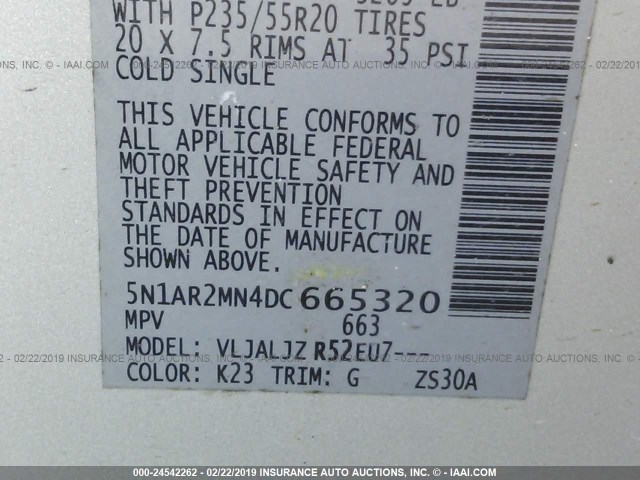 WITH P235/55R20 TIRES
20 X 7.5 RIMS AT 35 PSI
COLD SINGLE
THIS VEHICLE CONFORMS TO
ALL APPLICABLE FEDERAL
MOTOR VEHICLE SAFETY AND
THEFT PREVENTION
STANDARDS IN EFFECT ON
THE DATE OF MANUFACTURE
SHOWN ABOVE.
5N1AR2MN4DC665320
MPV 663
MODEL: VLJALJZ R52EU7---
COLOR: K23 TRIM: G ZS30A
000-24542262 - 02/22/2019 INSURANCE AUTO AUCTIONS, INC. - IAAI.COM